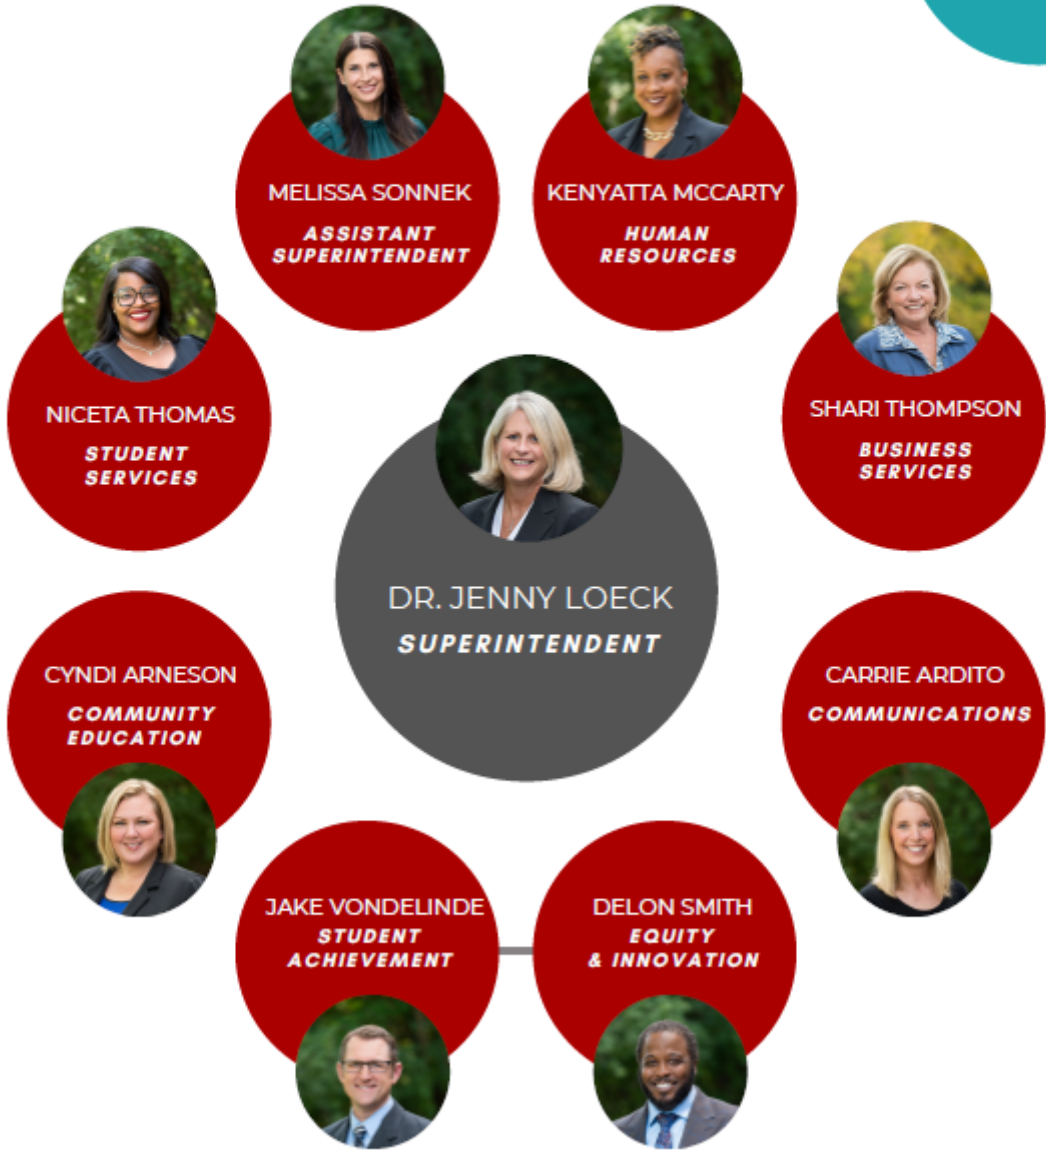 MELISSA SONNEK
ASSISTANT
SUPERINTENDENT
KENYATTA MCCARTY
HUMAN
RESOURCES
NICETA THOMAS
STUDENT
SERVICES
SHARI THOMPSON
BUSINESS
SERVICES
DR. JENNY LOECK
SUPERINTENDENT
CYNDI ARNESON
COMMUNITY
EDUCATION
CARRIE ARDITO
COMMUNICATIONS
JAKE VONDELINDE
STUDENT
ACHIEVEMENT
DELON SMITH
EQUITY
& INNOVATION